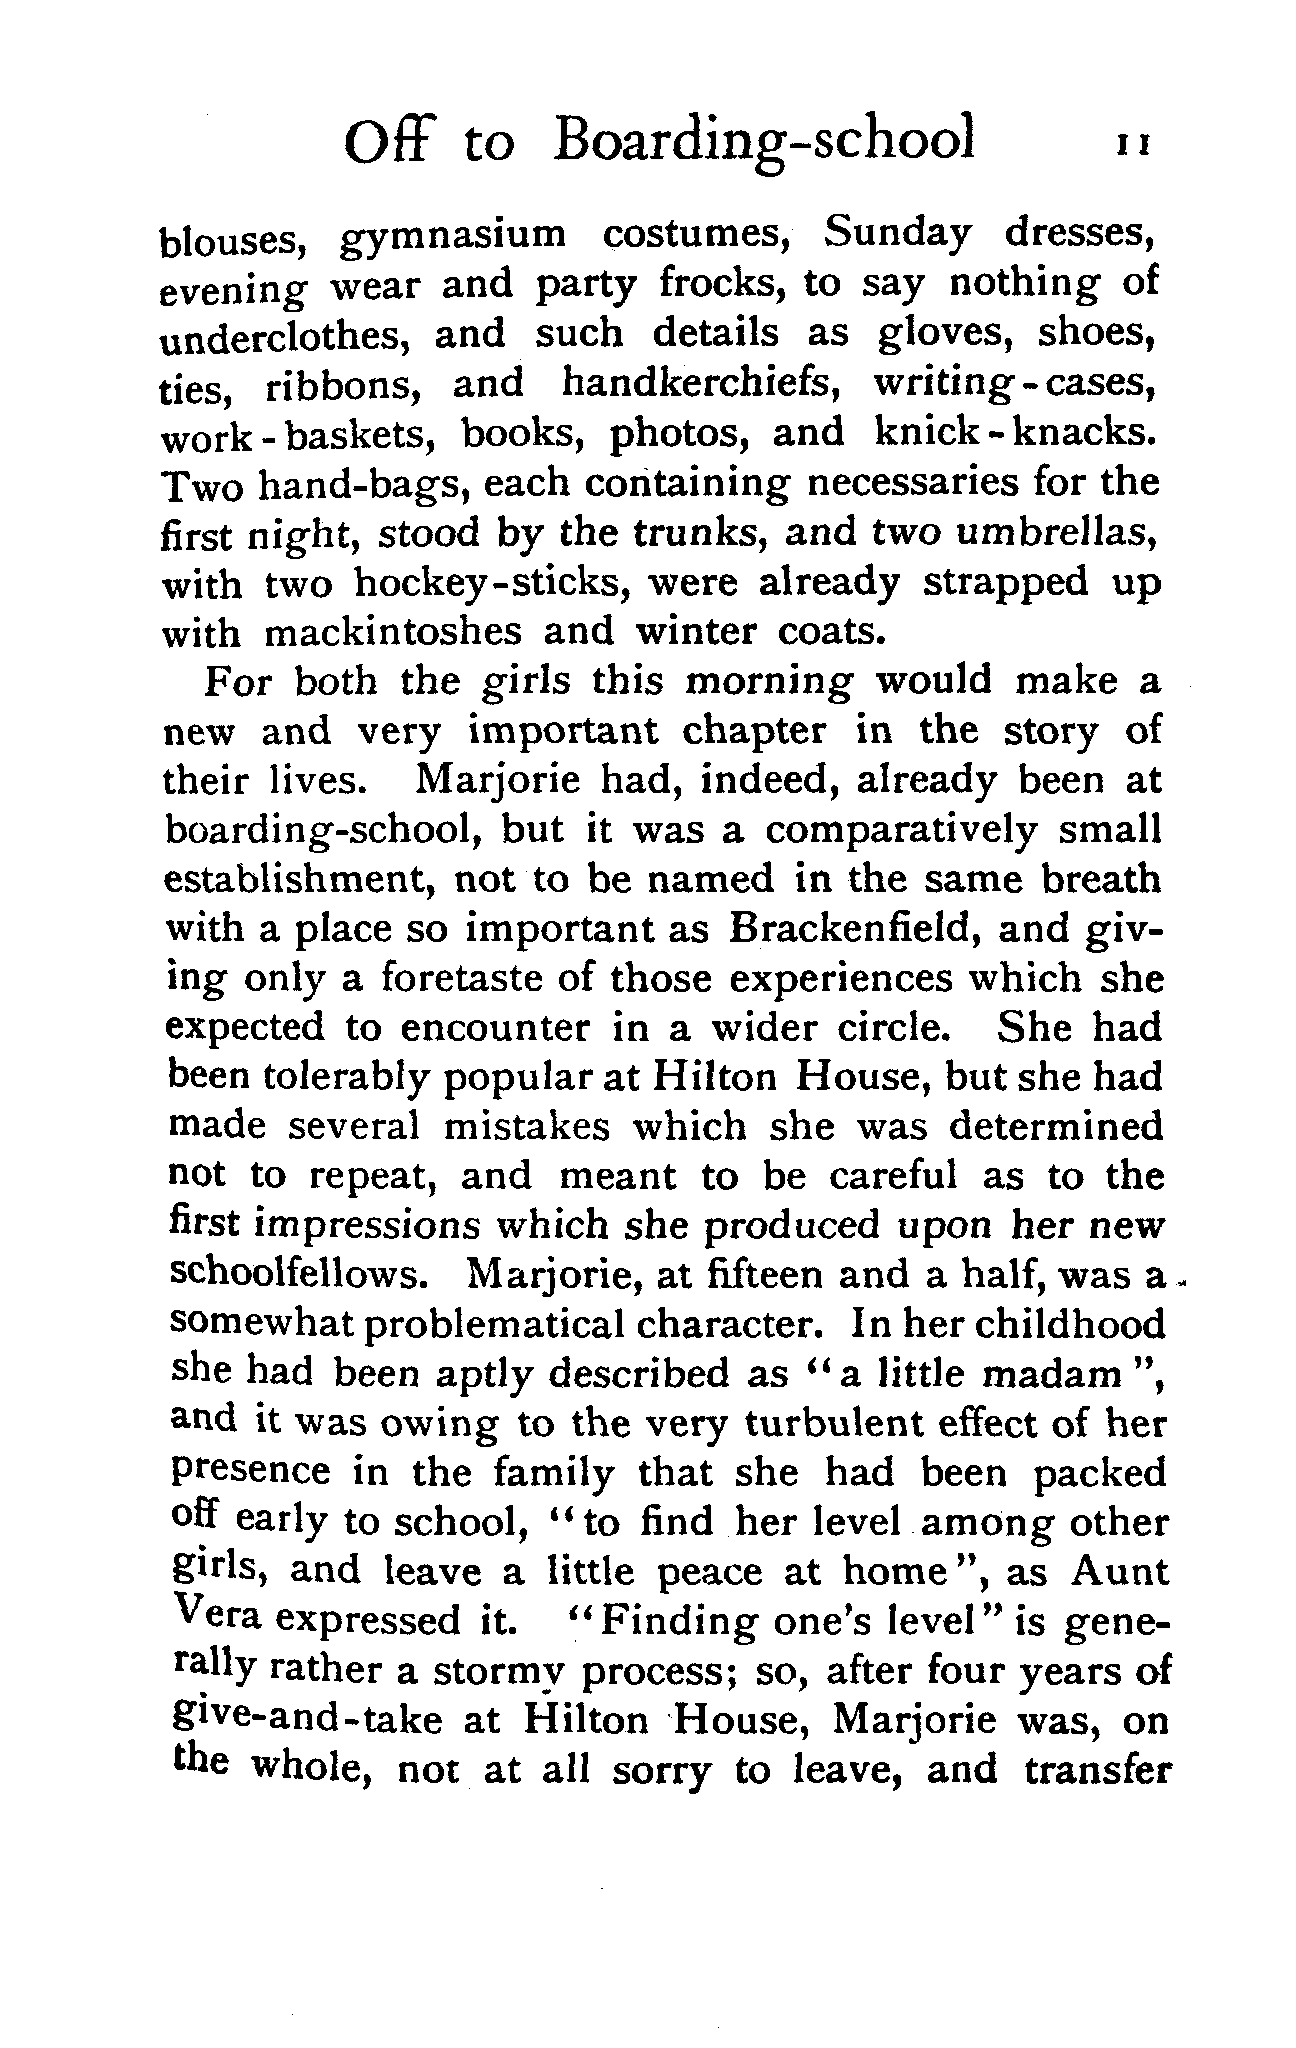 Off to Boarding-school 11
blouses, gymnasium costumes, Sunday dresses,
evening wear and party frocks, to say nothing of
underclothes, and such details as gloves, shoes,
ties, ribbons, and handkerchiefs, writing-cases,
work-baskets, books, photos, and knick-knacks.
Two hand-bags, each containing necessaries for the
first night, stood by the trunks, and two umbrellas,
with two hockey-sticks, were already strapped up
with mackintoshes and winter coats.
For both the girls this morning would make a
new and very important chapter in the story of
their lives. Marjorie had, indeed, already been at
boarding-school, but it was a comparatively small
establishment, not to be named in the same breath
with a place so important as Brackenfield, and giv-
ing only a foretaste of those experiences which she
expected to encounter in a wider circle. She had
been tolerably popular at Hilton House, but she had
made several mistakes which she was determined
not to repeat, and meant to be careful as to the
first impressions which she produced upon her new
schoolfellows. Marjorie, at fifteen and a half, was a
somewhat problematical character. In her childhood
she had been aptly described as “a little madam”,
and it was owing to the very turbulent effect of her
presence in the family that she had been packed
off early to school, “to find her level among other
girls, and leave a little peace at home”, as Aunt
Vera expressed it. “Finding one's level” is gene-
rally rather a stormy process; so, after four years of
give-and-take at Hilton House, Marjorie was, on
the whole, not at all sorry to leave, and transfer